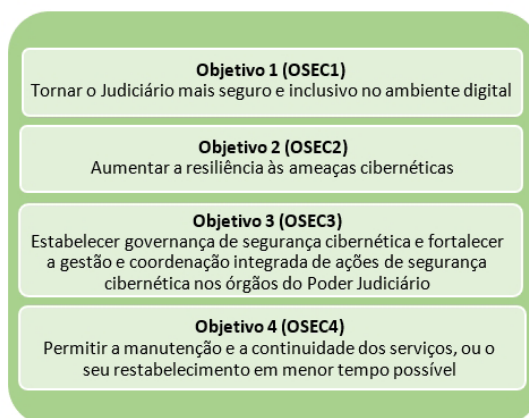 Objetivo 1 (OSEC1)
Tornar o Judiciário mais seguro e inclusivo no ambiente digital
Objetivo 2 (OSEC2)
Aumentar a resiliência às ameaças cibernéticas
Objetivo 3 (OSEC3)
Estabelecer governança de segurança cibernética e fortalecer
a gestão e coordenação integrada de ações de segurança
cibernética nos órgãos do Poder Judiciário
Objetivo 4 (OSEC4)
Permitir a manutenção e a continuidade dos serviços, ou o
seu restabelecimento em menor tempo possível